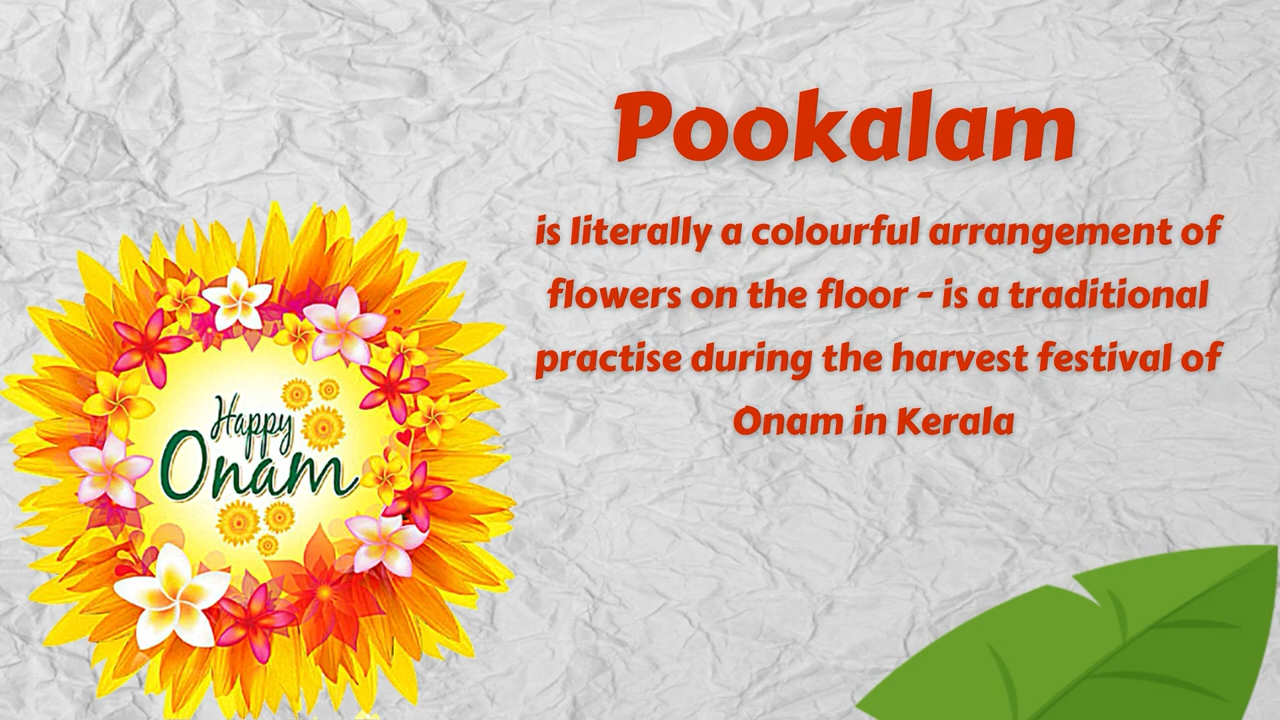 Pookalam
is literally a colourful arrangement of
flowers on the floor - is a traditional
practise during the harvest festival of
Onam in Kerala
Happy
Onam